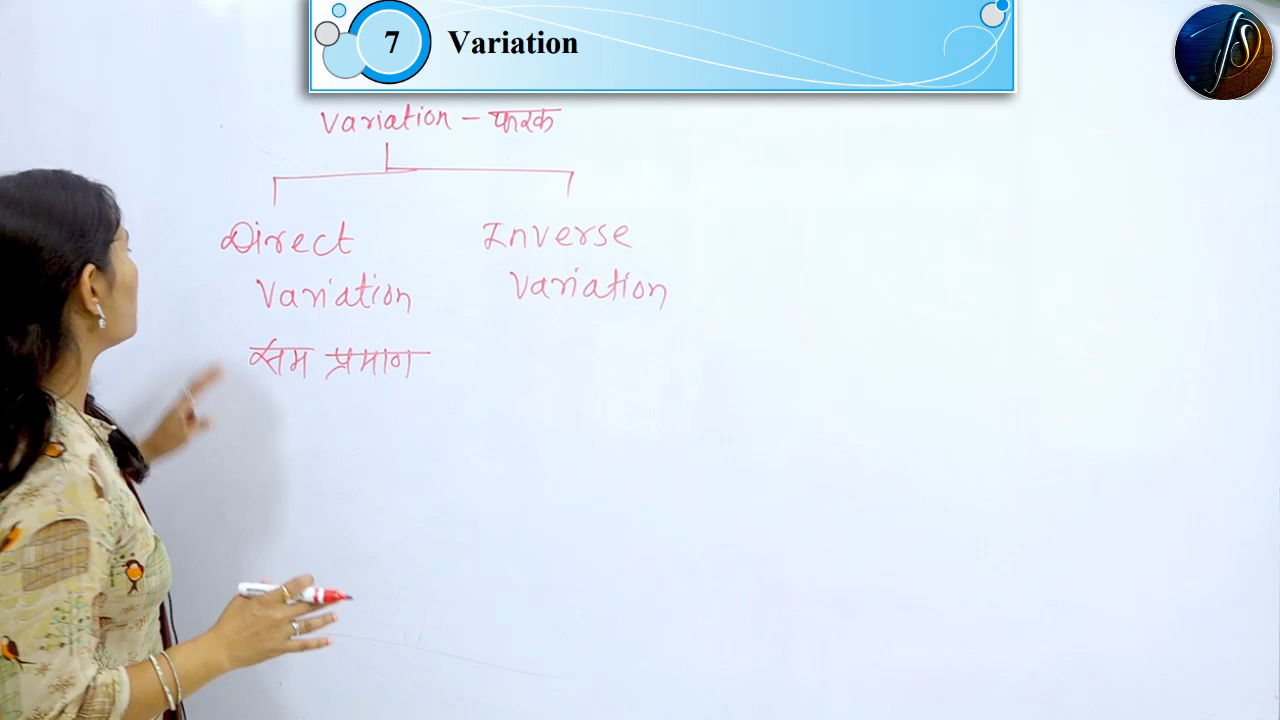 7 Variation
Variation - फरक
Direct Inverse
Variation Variation
सम प्रमाण